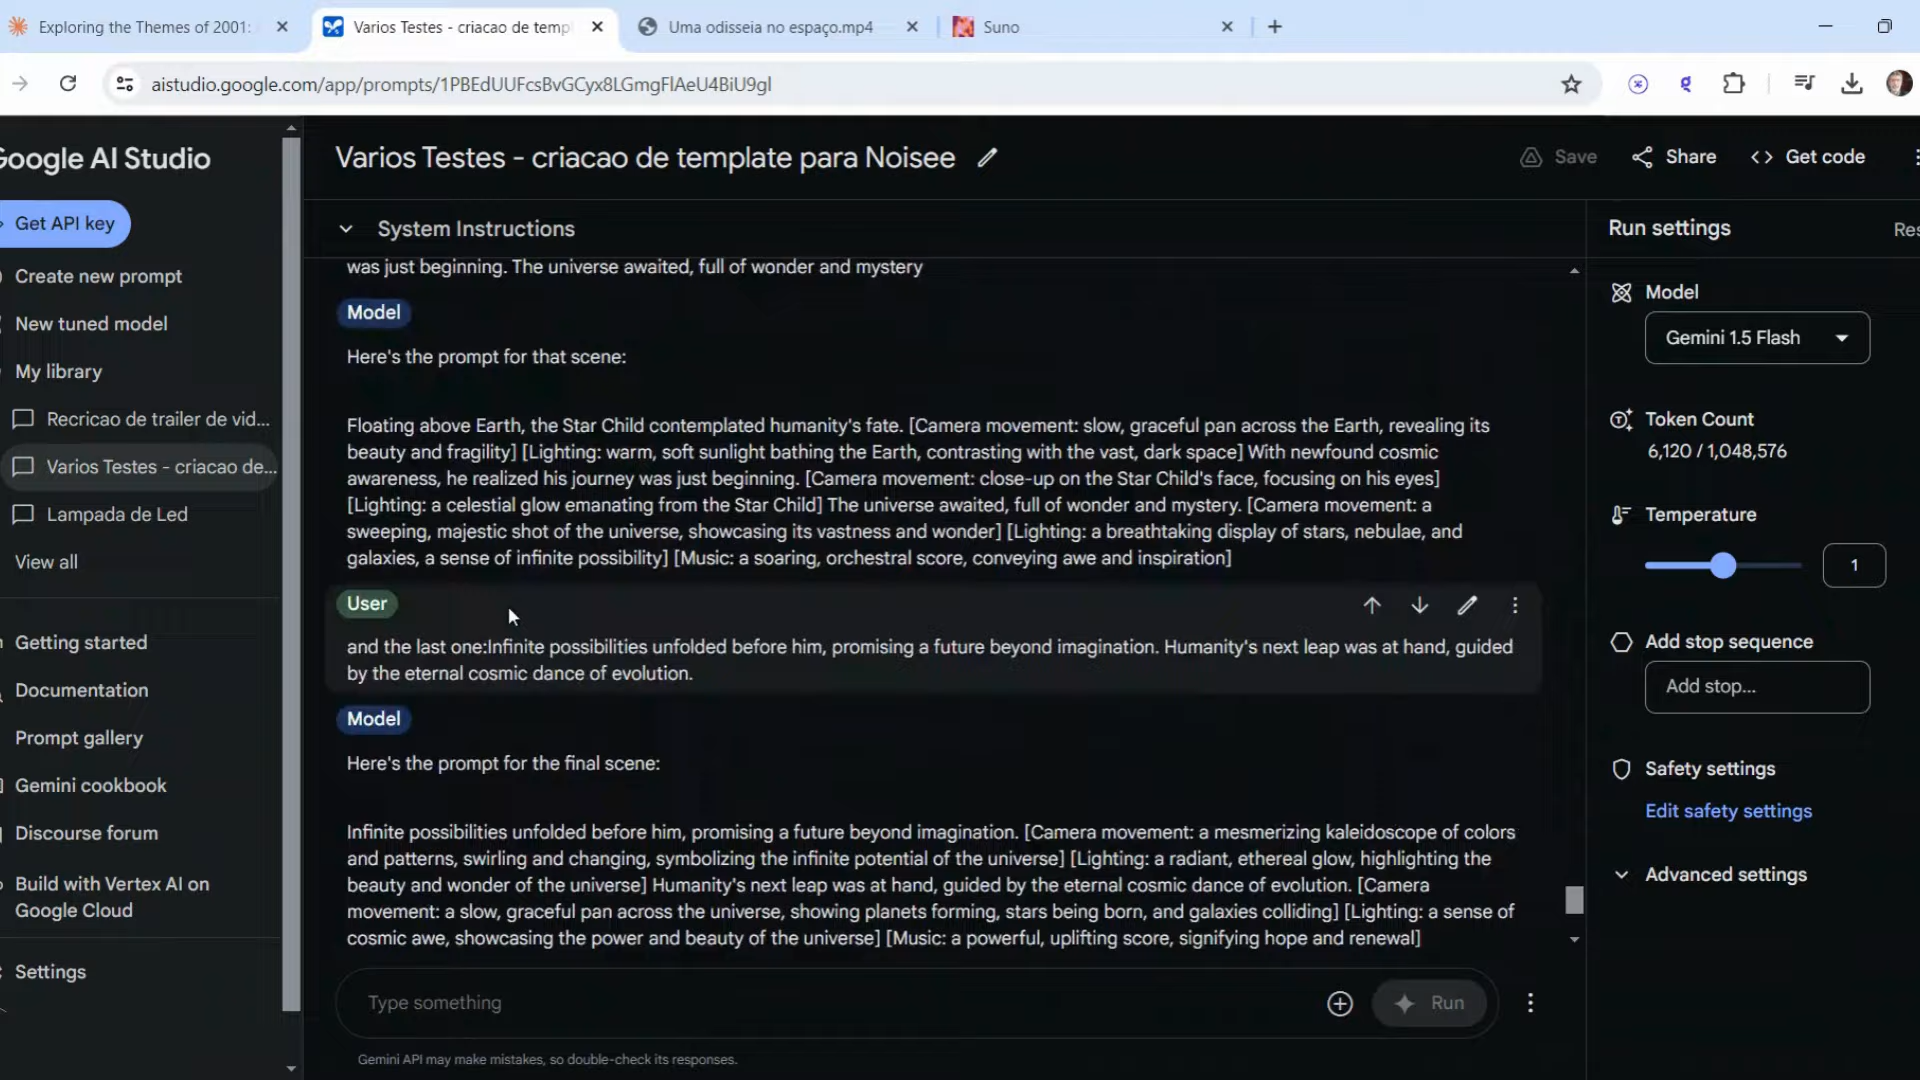 Exploring the Themes of 2001:
Varios Testes - criacao de temp
Uma odisseia no espaço.mp4
Suno
aistudio.google.com/app/prompts/1PBEdUUFcsBvGCyx8LGmgFlAeU4BiU9gl
Google AI Studio
Varios Testes - criacao de template para Noisee
Save
Share
Get code
Get API key
Create new prompt
New tuned model
My library
Recricao de trailer de vid...
Varios Testes - criacao de...
Lampada de Led
View all
Getting started
Documentation
Prompt gallery
Gemini cookbook
Discourse forum
Build with Vertex AI on
Google Cloud
Settings
System Instructions
was just beginning. The universe awaited, full of wonder and mystery
Model
Here's the prompt for that scene:
Floating above Earth, the Star Child contemplated humanity's fate. [Camera movement: slow, graceful pan across the Earth, revealing its
beauty and fragility] [Lighting: warm, soft sunlight bathing the Earth, contrasting with the vast, dark space] With newfound cosmic
awareness, he realized his journey was just beginning. [Camera movement: close-up on the Star Child's face, focusing on his eyes]
[Lighting: a celestial glow emanating from the Star Child] The universe awaited, full of wonder and mystery. [Camera movement: a
sweeping, majestic shot of the universe, showcasing its vastness and wonder] [Lighting: a breathtaking display of stars, nebulae, and
galaxies, a sense of infinite possibility] [Music: a soaring, orchestral score, conveying awe and inspiration]
User
and the last one:Infinite possibilities unfolded before him, promising a future beyond imagination. Humanity's next leap was at hand, guided
by the eternal cosmic dance of evolution.
Model
Here's the prompt for the final scene:
Infinite possibilities unfolded before him, promising a future beyond imagination. [Camera movement: a mesmerizing kaleidoscope of colors
and patterns, swirling and changing, symbolizing the infinite potential of the universe] [Lighting: a radiant, ethereal glow, highlighting the
beauty and wonder of the universe] Humanity's next leap was at hand, guided by the eternal cosmic dance of evolution. [Camera
movement: a slow, graceful pan across the universe, showing planets forming, stars being born, and galaxies colliding] [Lighting: a sense of
cosmic awe, showcasing the power and beauty of the universe] [Music: a powerful, uplifting score, signifying hope and renewal]
Type something
Run
Gemini API may make mistakes, so double-check its responses.
Run settings
Res
Model
Gemini 1.5 Flash
Token Count
6,120 / 1,048,576
Temperature
1
Add stop sequence
Add stop...
Safety settings
Edit safety settings
Advanced settings